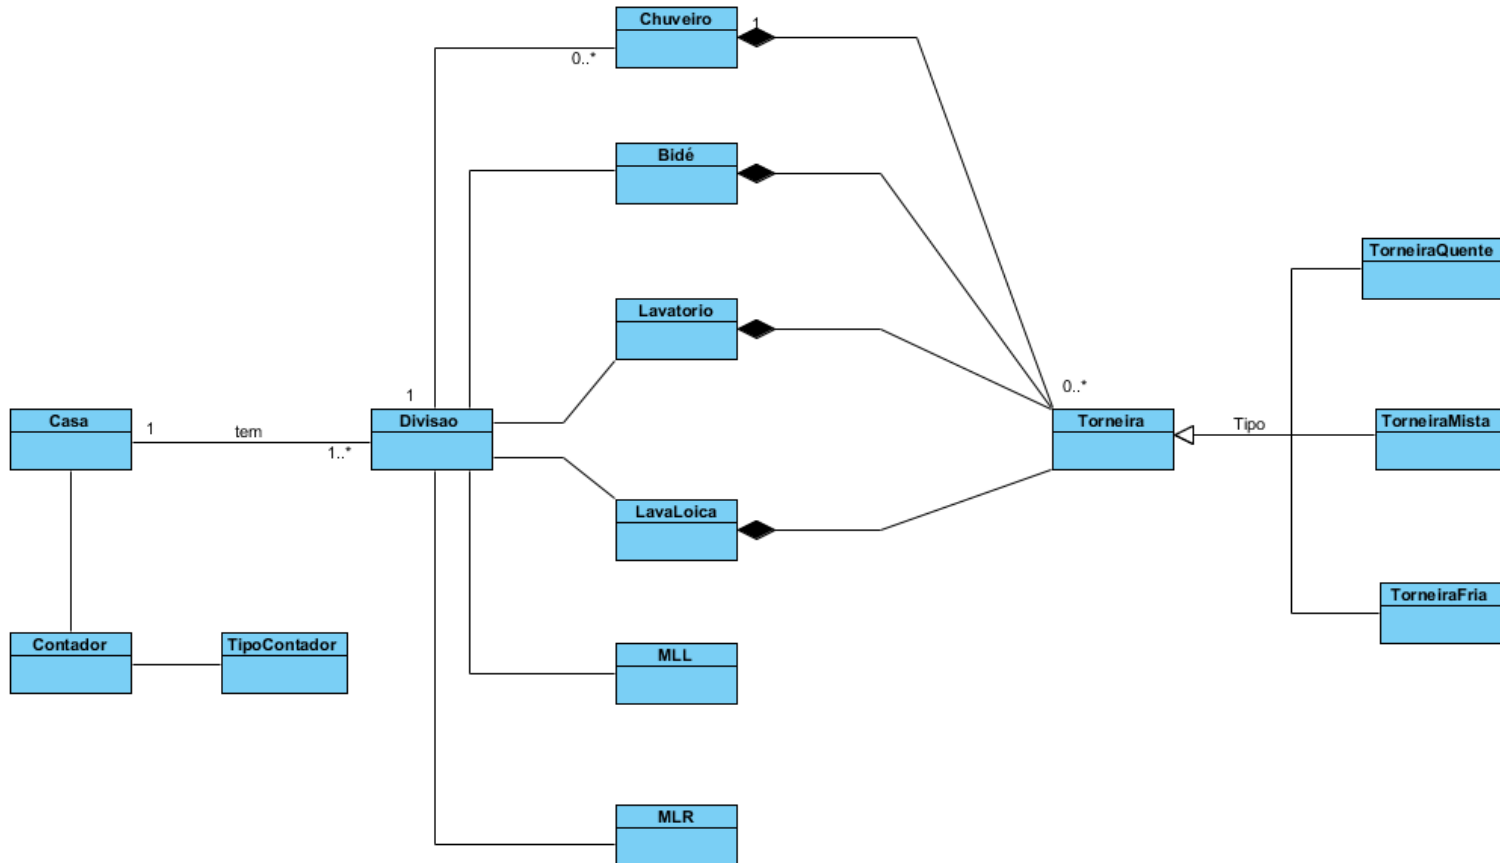 Chuveiro
1
0..*
Bidé
TorneiraQuente
Lavatorio
0..*
1
Casa
1
tem
1..*
Divisao
Torneira
Tipo
TorneiraMista
LavaLoica
TorneiraFria
Contador
TipoContador
MLL
MLR